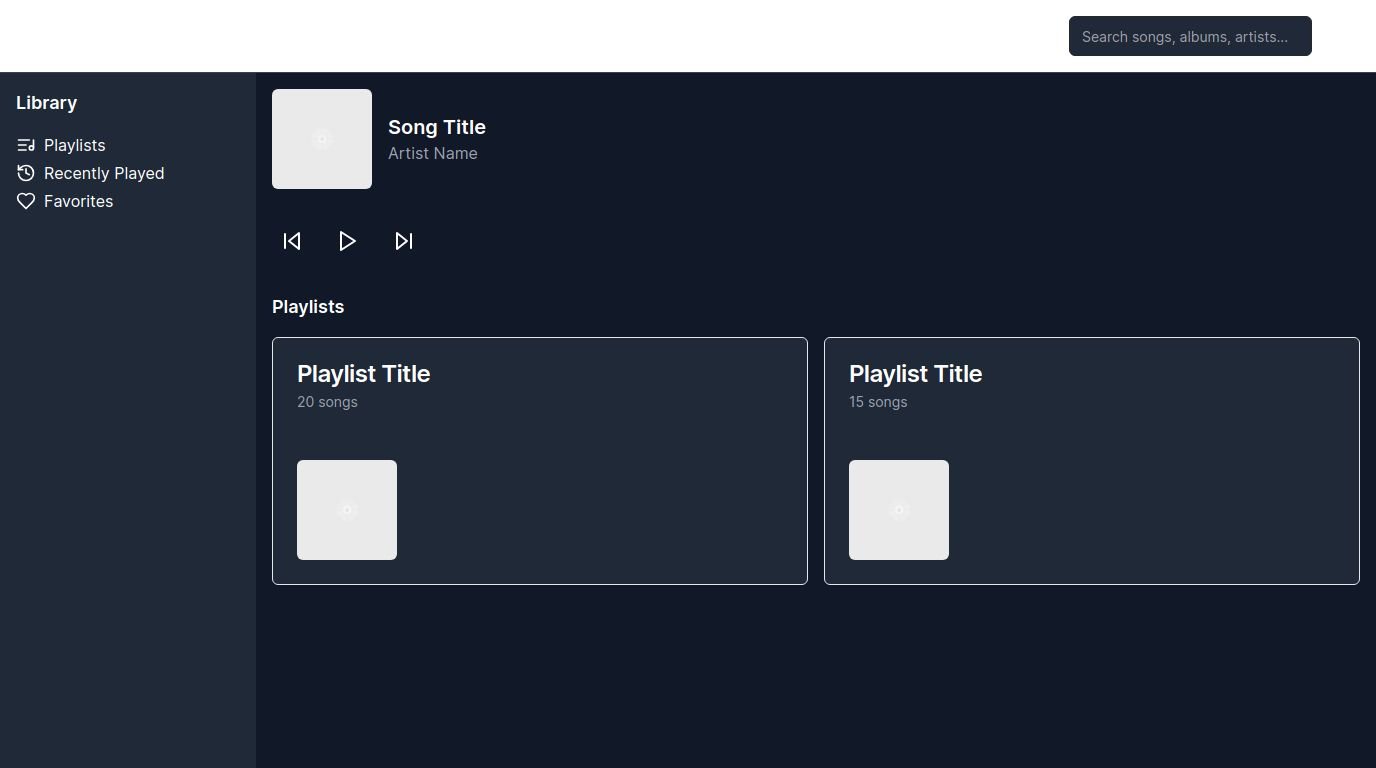 Search songs, albums, artists...
Library
Playlists
Recently Played
Favorites
Song Title
Artist Name
Playlists
Playlist Title
20 songs
Playlist Title
15 songs